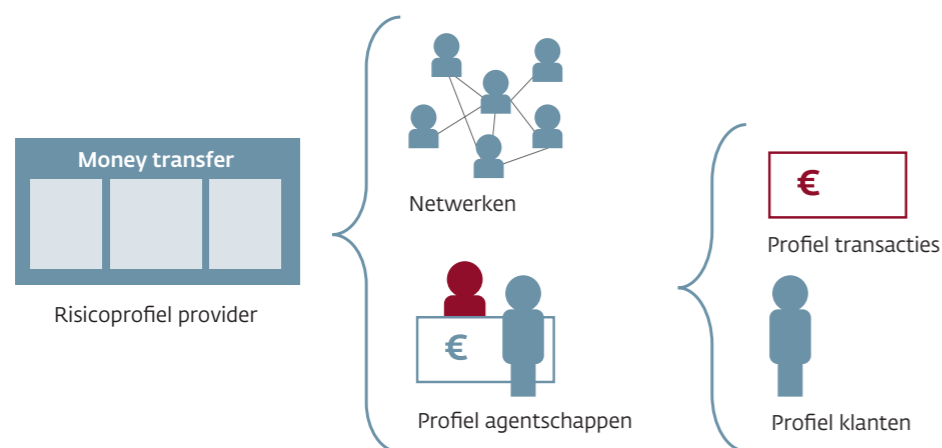 Money transfer
Risicoprofiel provider
Netwerken
€
Profiel agentschappen
€
Profiel transacties
Profiel klanten